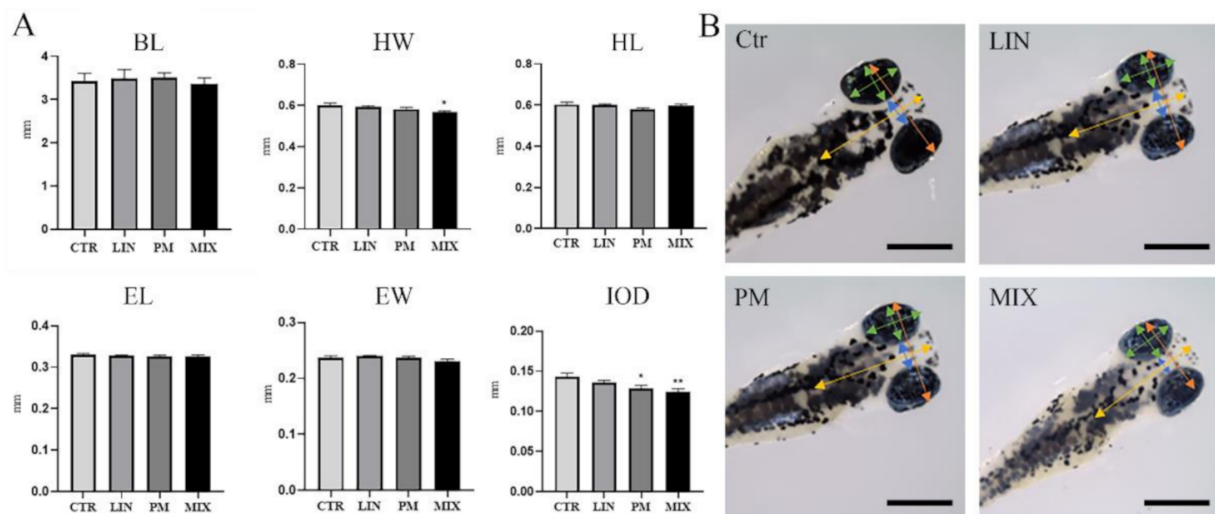 A
BL
HW
HL
4
3
2
1
0
mm
CTR LIN PM MIX
0.8
0.6
0.4
0.2
0.0
mm
*
CTR LIN PM MIX
0.8
0.6
0.4
0.2
0.0
mm
CTR LIN PM MIX
EL
EW
IOD
0.4
0.3
0.2
0.1
0.0
mm
CTR LIN PM MIX
0.3
0.2
0.1
0.0
mm
CTR LIN PM MIX
0.20
0.15
0.10
0.05
0.00
mm
*
**
CTR LIN PM MIX
B
Ctr
LIN
PM
MIX